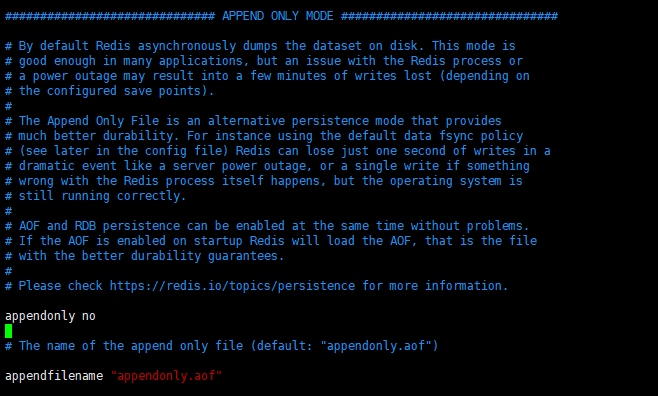 ############################## APPEND ONLY MODE ###############################
# By default Redis asynchronously dumps the dataset on disk. This mode is
# good enough in many applications, but an issue with the Redis process or
# a power outage may result into a few minutes of writes lost (depending on
# the configured save points).
#
# The Append Only File is an alternative persistence mode that provides
# much better durability. For instance using the default data fsync policy
# (see later in the config file) Redis can lose just one second of writes in a
# dramatic event like a server power outage, or a single write if something
# wrong with the Redis process itself happens, but the operating system is
# still running correctly.
#
# AOF and RDB persistence can be enabled at the same time without problems.
# If the AOF is enabled on startup Redis will load the AOF, that is the file
# with the better durability guarantees.
#
# Please check https://redis.io/topics/persistence for more information.
appendonly no
# The name of the append only file (default: "appendonly.aof")
appendfilename "appendonly.aof"